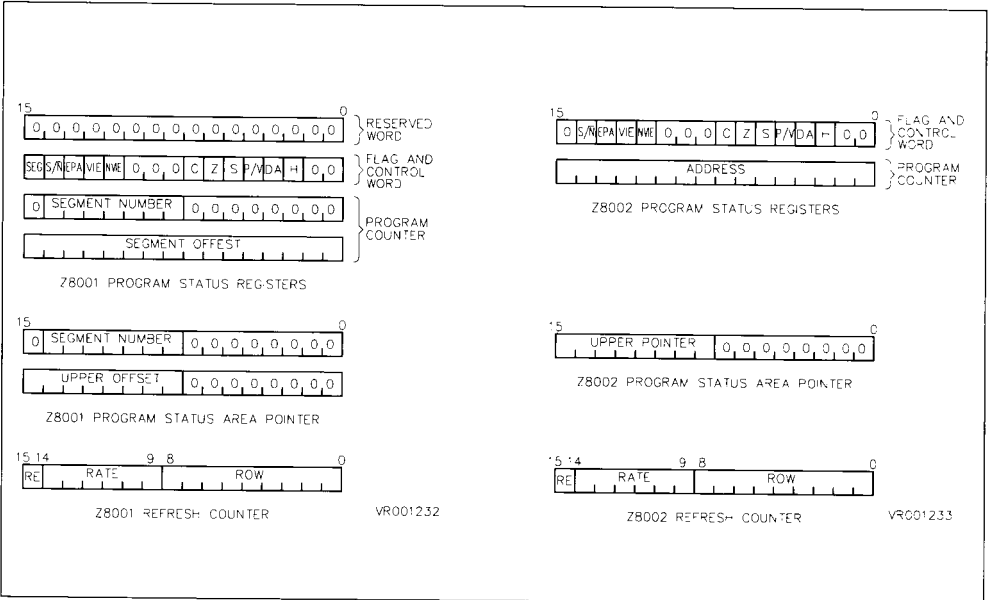 15 0
0 0 0 0 0 0 0 0 0 0 0 0 0 0 0 0
RESERVED
WORD
SEG S/N̄ EPA VIE NVIE 0 0 0 C Z S P/V DA H 0 0
FLAG AND
CONTROL
WORD
0 SEGMENT NUMBER 0 0 0 0 0 0 0 0
SEGMENT OFFEST
PROGRAM
COUNTER
Z8001 PROGRAM STATUS REGISTERS
15 0
0 S/N̄ EPA VIE NVIE 0 0 0 C Z S P/V DA H 0 0
FLAG AND
CONTROL
WORD
ADDRESS
PROGRAM
COUNTER
Z8002 PROGRAM STATUS REGISTERS
15 0
0 SEGMENT NUMBER 0 0 0 0 0 0 0 0
UPPER OFFSET 0 0 0 0 0 0 0 0
Z8001 PROGRAM STATUS AREA POINTER
15 0
UPPER POINTER 0 0 0 0 0 0 0 0
Z8002 PROGRAM STATUS AREA POINTER
15 14 9 8 0
RE RATE ROW
Z8001 REFRESH COUNTER
VR001232
15 14 9 8 0
RE RATE ROW
Z8002 REFRESH COUNTER
VR001233